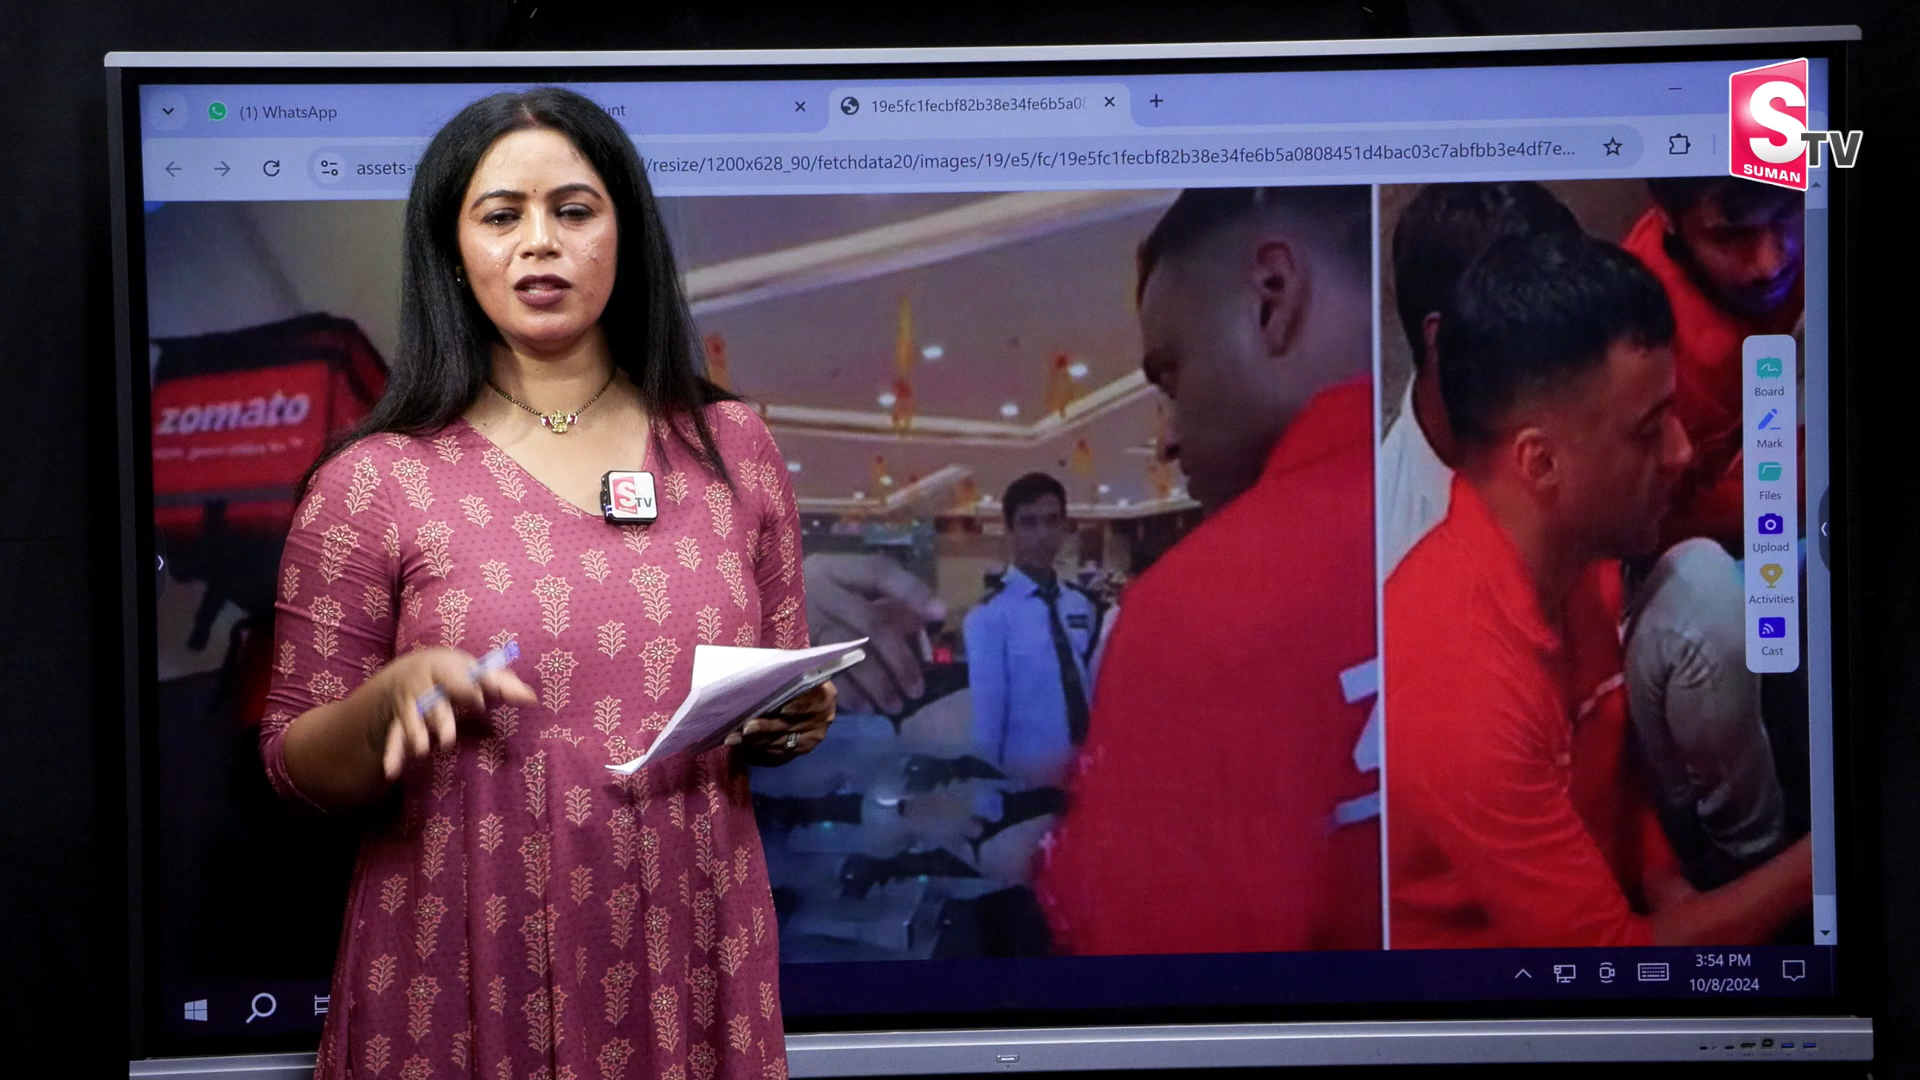 (1) WhatsApp
unt
19e5fc1fecbf82b38e34fe6b5a0
S TV
SUMAN
assets-
/resize/1200x628_90/fetchdata20/images/19/e5/fc/19e5fc1fecbf82b38e34fe6b5a0808451d4bac03c7abfbb3e4df7e...
zomato
Board
Mark
Files
Upload
Activities
Cast
S TV
3:54 PM
10/8/2024